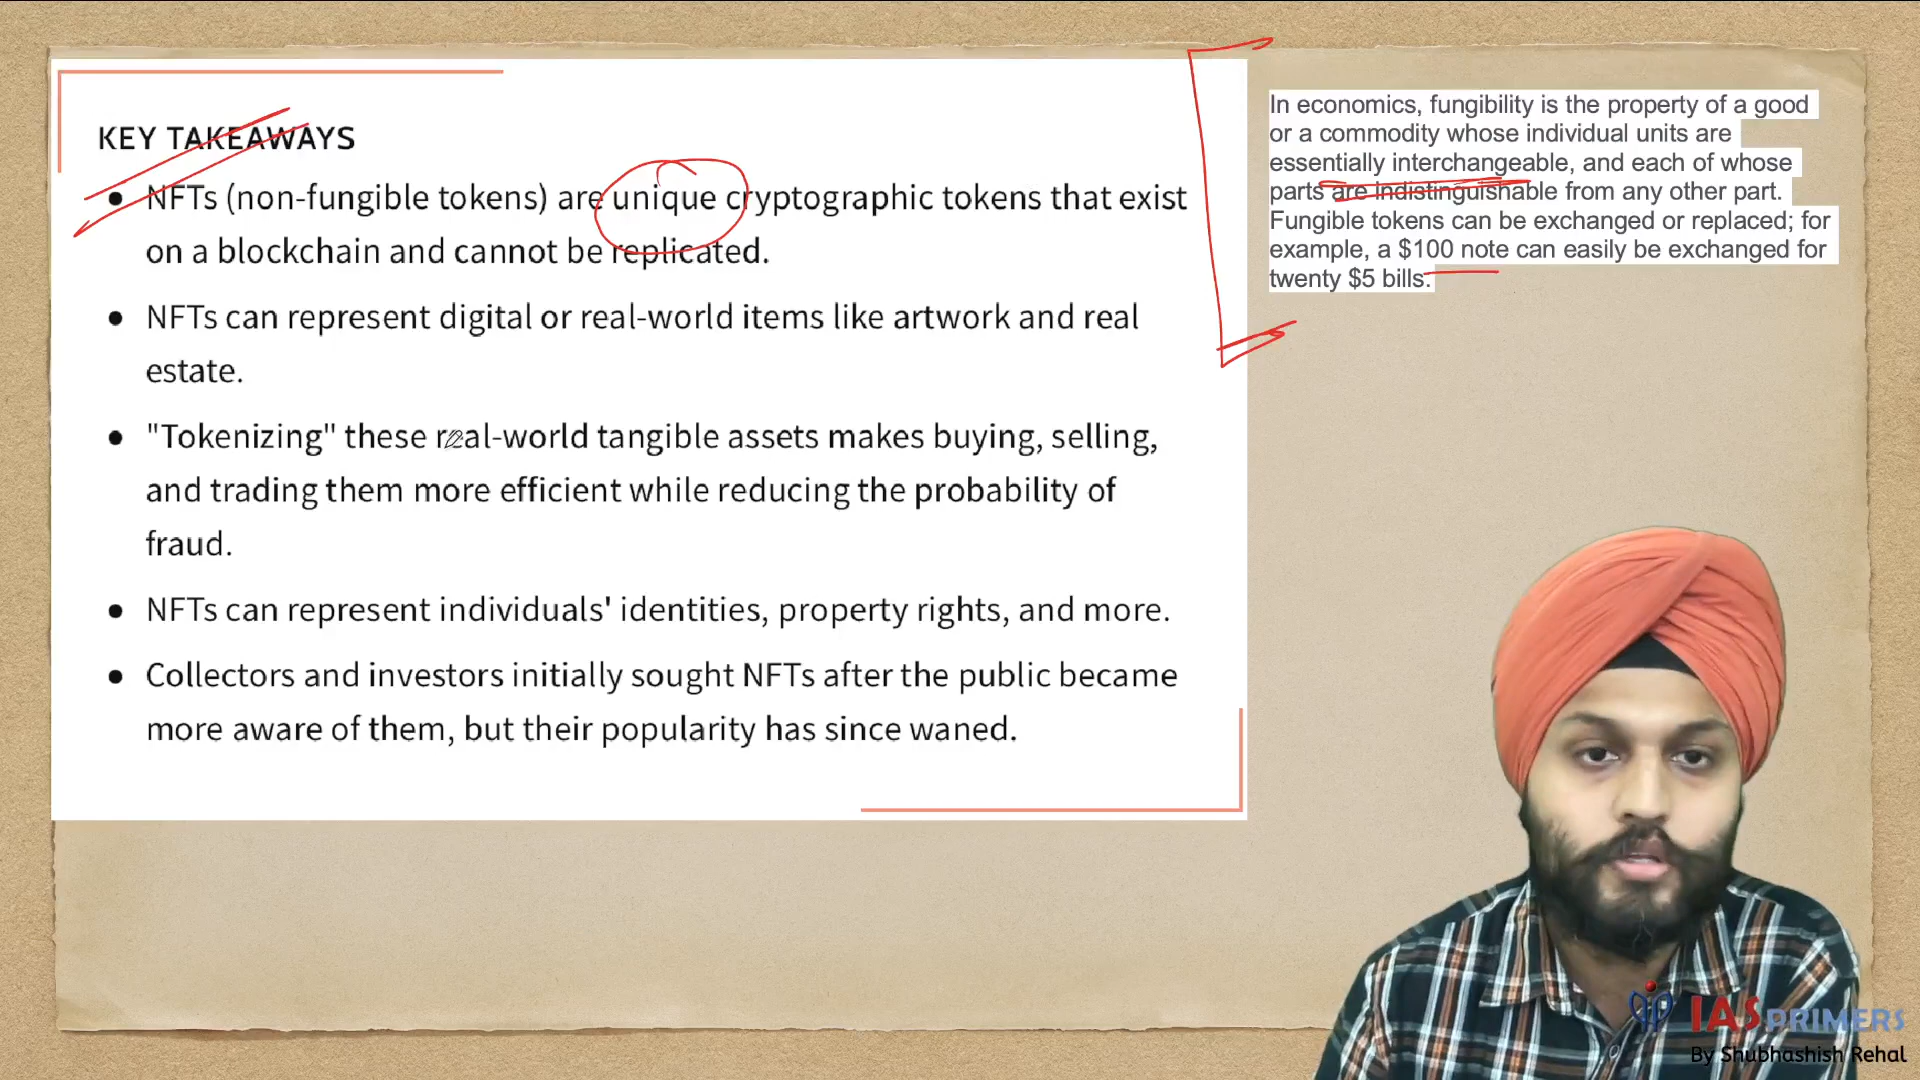 KEY TAKEAWAYS
● NFTs (non-fungible tokens) are unique cryptographic tokens that exist
on a blockchain and cannot be replicated.
● NFTs can represent digital or real-world items like artwork and real
estate.
● "Tokenizing" these real-world tangible assets makes buying, selling,
and trading them more efficient while reducing the probability of
fraud.
● NFTs can represent individuals' identities, property rights, and more.
● Collectors and investors initially sought NFTs after the public became
more aware of them, but their popularity has since waned.
In economics, fungibility is the property of a good
or a commodity whose individual units are
essentially interchangeable, and each of whose
parts are indistinguishable from any other part.
Fungible tokens can be exchanged or replaced; for
example, a $100 note can easily be exchanged for
twenty $5 bills.
IAS PRIMERS
By Shubhashish Rehal